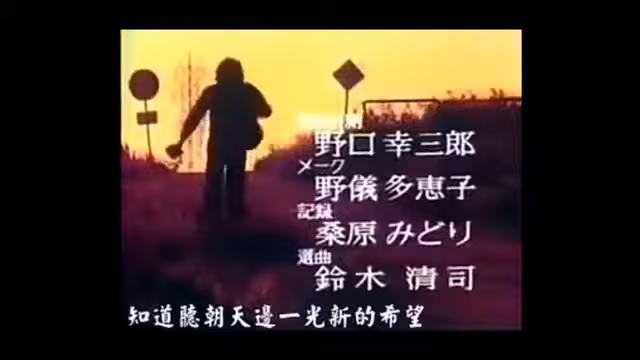 野口 幸三郎
メーク
野儀 多恵子
記録
桑原 みどり
選曲
鈴木 清司
知道聽朝天邊一光新的希望